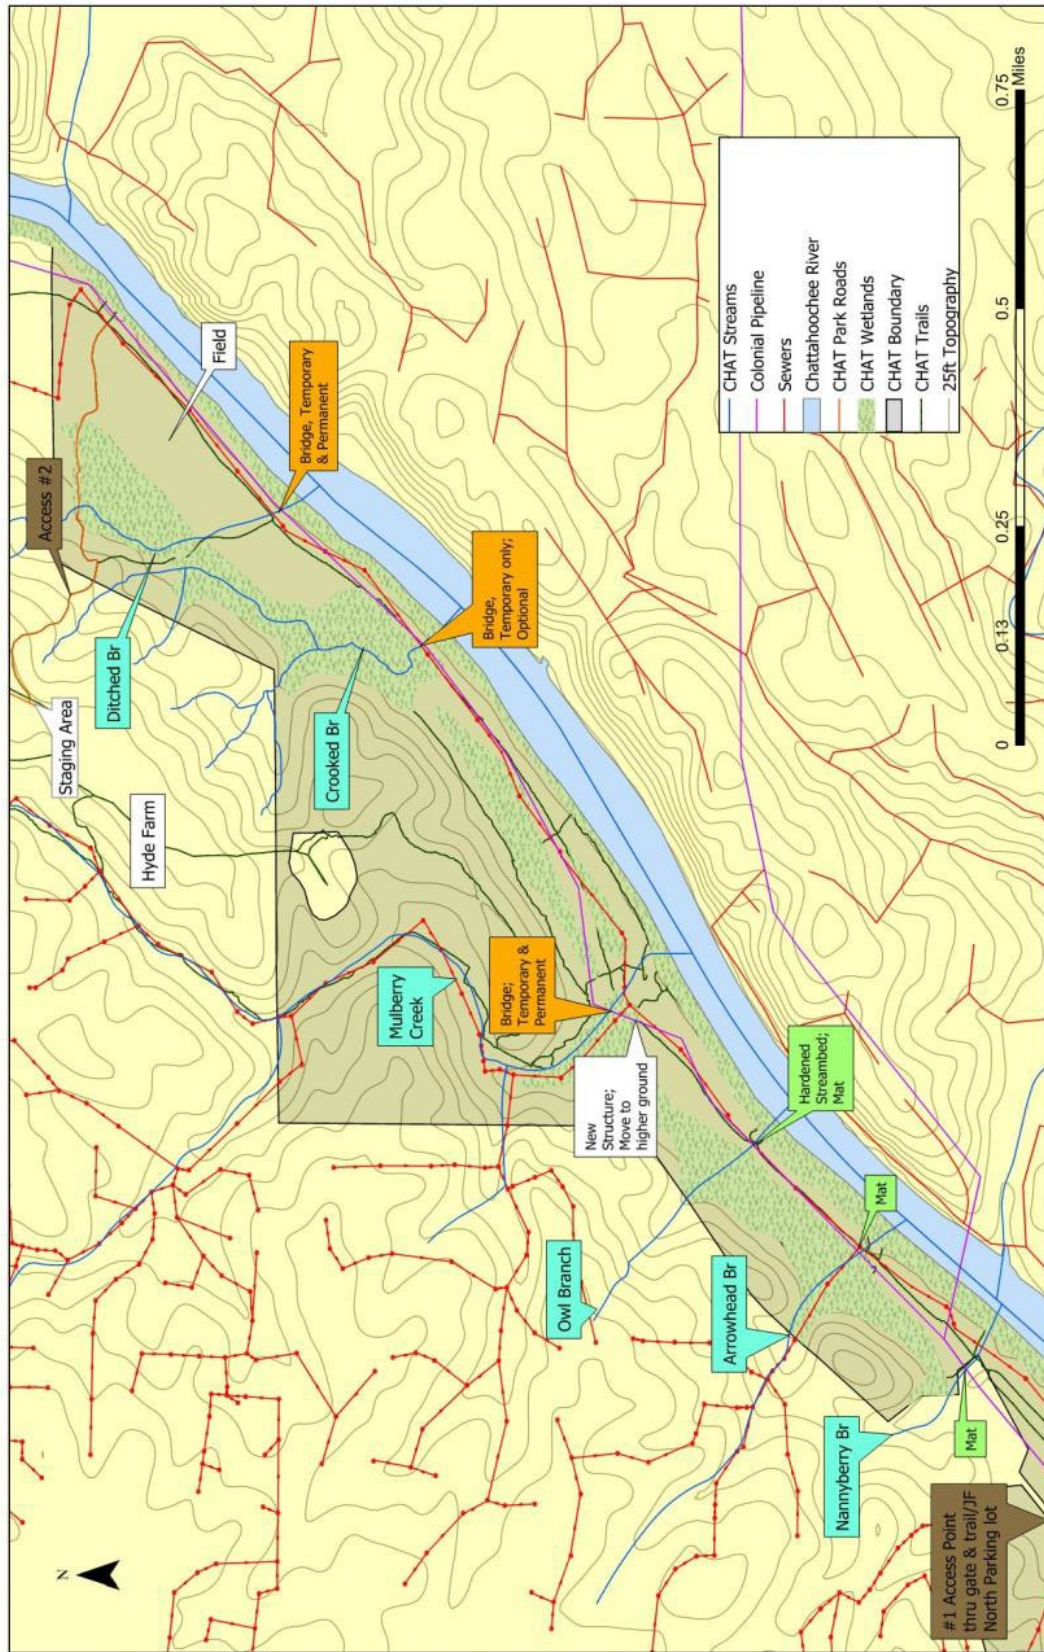 N
#1 Access Point
thru gate & trail/JF
North Parking lot
Nannyberry Br
Mat
Arrowhead Br
Mat
Owl Branch
Hardened
Streambed;
Mat
New
Structure;
Move to
higher ground
Bridge;
Temporary &
Permanent
Mulberry
Creek
Hyde Farm
Staging Area
Crooked Br
Bridge,
Temporary only;
Optional
Ditched Br
Access #2
Bridge, Temporary
& Permanent
Field
CHAT Streams
Colonial Pipeline
Sewers
Chattahoochee River
CHAT Park Roads
CHAT Wetlands
CHAT Boundary
CHAT Trails
25ft Topography
0 0.13 0.25 0.5 0.75
Miles